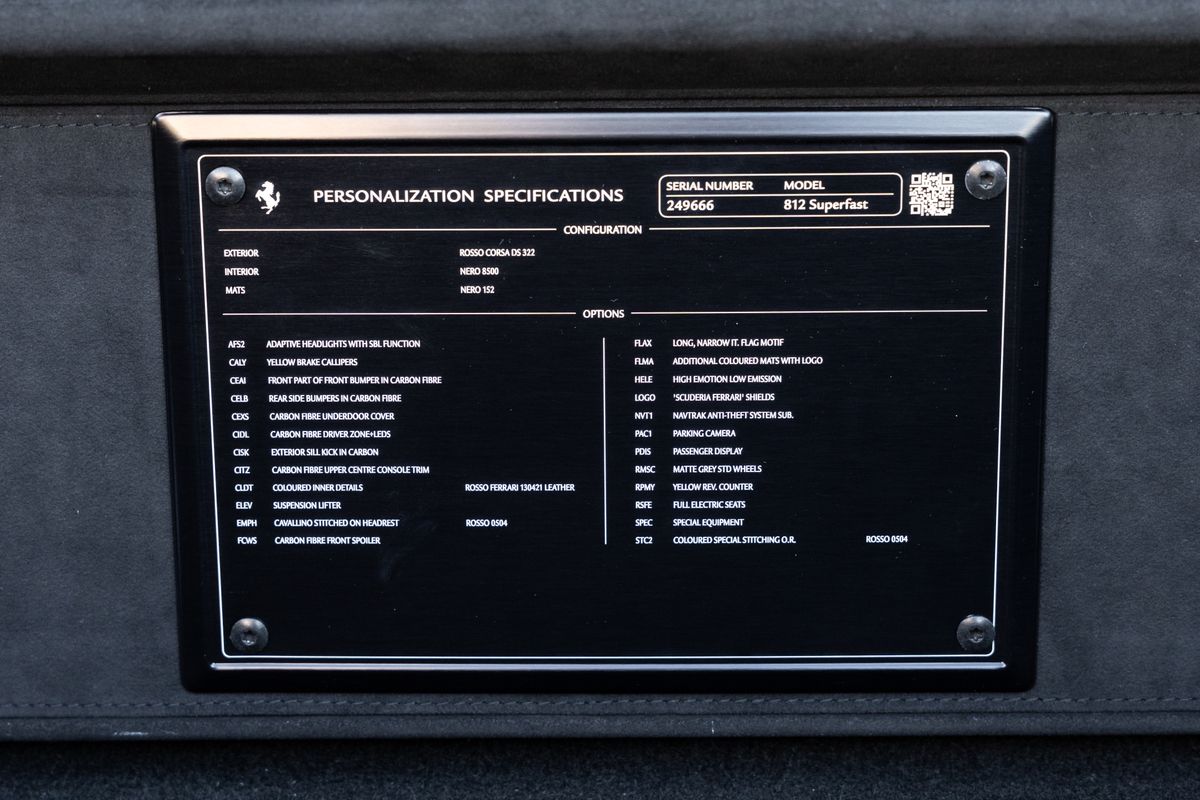 PERSONALIZATION SPECIFICATIONS
SERIAL NUMBER MODEL
249666 812 Superfast
CONFIGURATION
EXTERIOR ROSSO CORSA DS 322
INTERIOR NERO 8500
MATS NERO 152
OPTIONS
AFS2 ADAPTIVE HEADLIGHTS WITH SBL FUNCTION
CALY YELLOW BRAKE CALLIPERS
CEAI FRONT PART OF FRONT BUMPER IN CARBON FIBRE
CELB REAR SIDE BUMPERS IN CARBON FIBRE
CEXS CARBON FIBRE UNDERDOOR COVER
CIDL CARBON FIBRE DRIVER ZONE+LEDS
CISK EXTERIOR SILL KICK IN CARBON
CITZ CARBON FIBRE UPPER CENTRE CONSOLE TRIM
CLDT COLOURED INNER DETAILS ROSSO FERRARI 130421 LEATHER
ELEV SUSPENSION LIFTER
EMPH CAVALLINO STITCHED ON HEADREST ROSSO 0504
FCWS CARBON FIBRE FRONT SPOILER
FLAX LONG, NARROW IT. FLAG MOTIF
FLMA ADDITIONAL COLOURED MATS WITH LOGO
HELE HIGH EMOTION LOW EMISSION
LOGO 'SCUDERIA FERRARI' SHIELDS
NVT1 NAVTRAK ANTI-THEFT SYSTEM SUB.
PAC1 PARKING CAMERA
PDIS PASSENGER DISPLAY
RMSC MATTE GREY STD WHEELS
RPMY YELLOW REV. COUNTER
RSFE FULL ELECTRIC SEATS
SPEC SPECIAL EQUIPMENT
STC2 COLOURED SPECIAL STITCHING O.R. ROSSO 0504